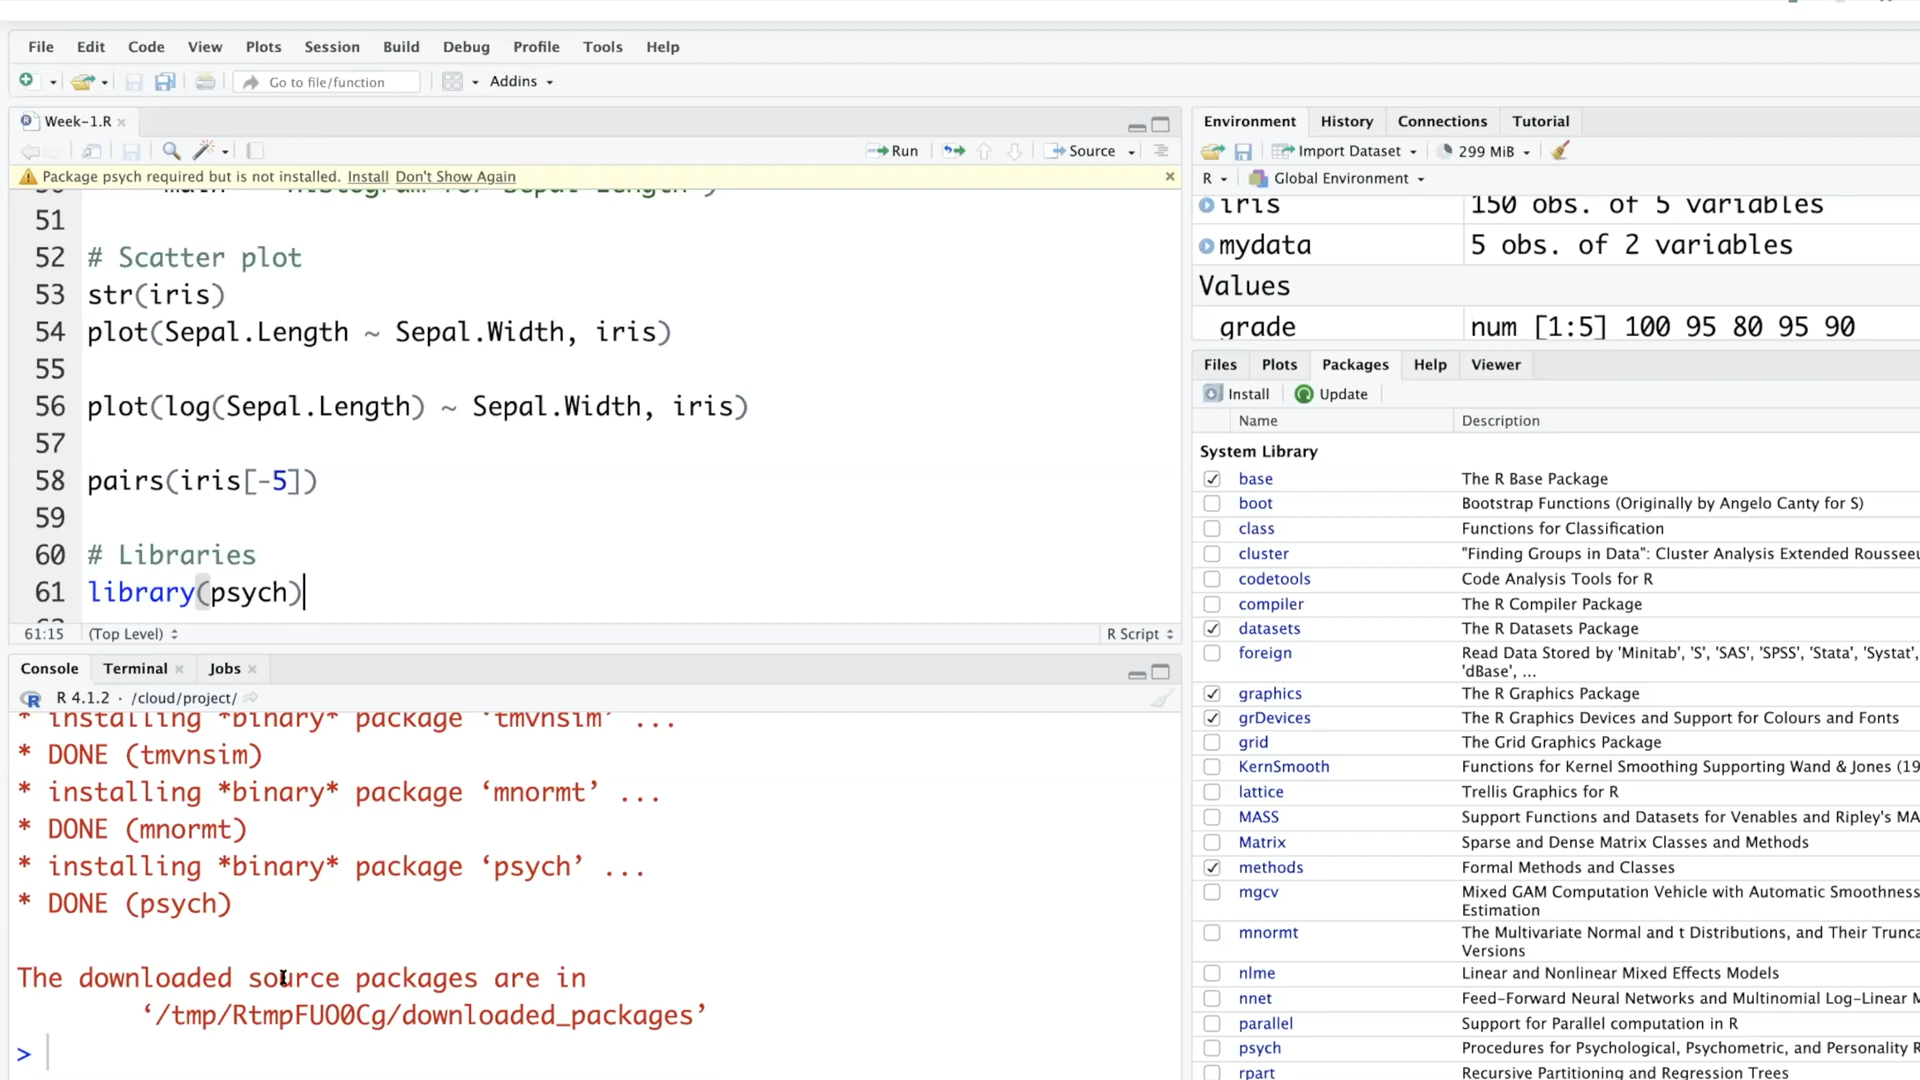 File Edit Code View Plots Session Build Debug Profile Tools Help
Go to file/function Addins
Week-1.R
Run Source
Package psych required but is not installed. Install Don't Show Again
51
52 # Scatter plot
53 str(iris)
54 plot(Sepal.Length ~ Sepal.Width, iris)
55
56 plot(log(Sepal.Length) ~ Sepal.Width, iris)
57
58 pairs(iris[-5])
59
60 # Libraries
61 library(psych)
61:15 (Top Level) R Script
Console Terminal Jobs
R 4.1.2 · /cloud/project/
* installing *binary* package ‘tmvnsim’ ...
* DONE (tmvnsim)
* installing *binary* package ‘mnormt’ ...
* DONE (mnormt)
* installing *binary* package ‘psych’ ...
* DONE (psych)
The downloaded source packages are in
‘/tmp/RtmpFUO0Cg/downloaded_packages’
>
Environment History Connections Tutorial
Import Dataset 299 MiB
R Global Environment
iris 150 obs. of 5 variables
mydata 5 obs. of 2 variables
Values
grade num [1:5] 100 95 80 95 90
Files Plots Packages Help Viewer
Install Update
Name Description
System Library
base The R Base Package
boot Bootstrap Functions (Originally by Angelo Canty for S)
class Functions for Classification
cluster "Finding Groups in Data": Cluster Analysis Extended Rousseeu
codetools Code Analysis Tools for R
compiler The R Compiler Package
datasets The R Datasets Package
foreign Read Data Stored by 'Minitab', 'S', 'SAS', 'SPSS', 'Stata', 'Systat',
'dBase', ...
graphics The R Graphics Package
grDevices The R Graphics Devices and Support for Colours and Fonts
grid The Grid Graphics Package
KernSmooth Functions for Kernel Smoothing Supporting Wand & Jones (19
lattice Trellis Graphics for R
MASS Support Functions and Datasets for Venables and Ripley's MA
Matrix Sparse and Dense Matrix Classes and Methods
methods Formal Methods and Classes
mgcv Mixed GAM Computation Vehicle with Automatic Smoothness
Estimation
mnormt The Multivariate Normal and t Distributions, and Their Trunca
Versions
nlme Linear and Nonlinear Mixed Effects Models
nnet Feed-Forward Neural Networks and Multinomial Log-Linear M
parallel Support for Parallel computation in R
psych Procedures for Psychological, Psychometric, and Personality R
rpart Recursive Partitioning and Regression Trees